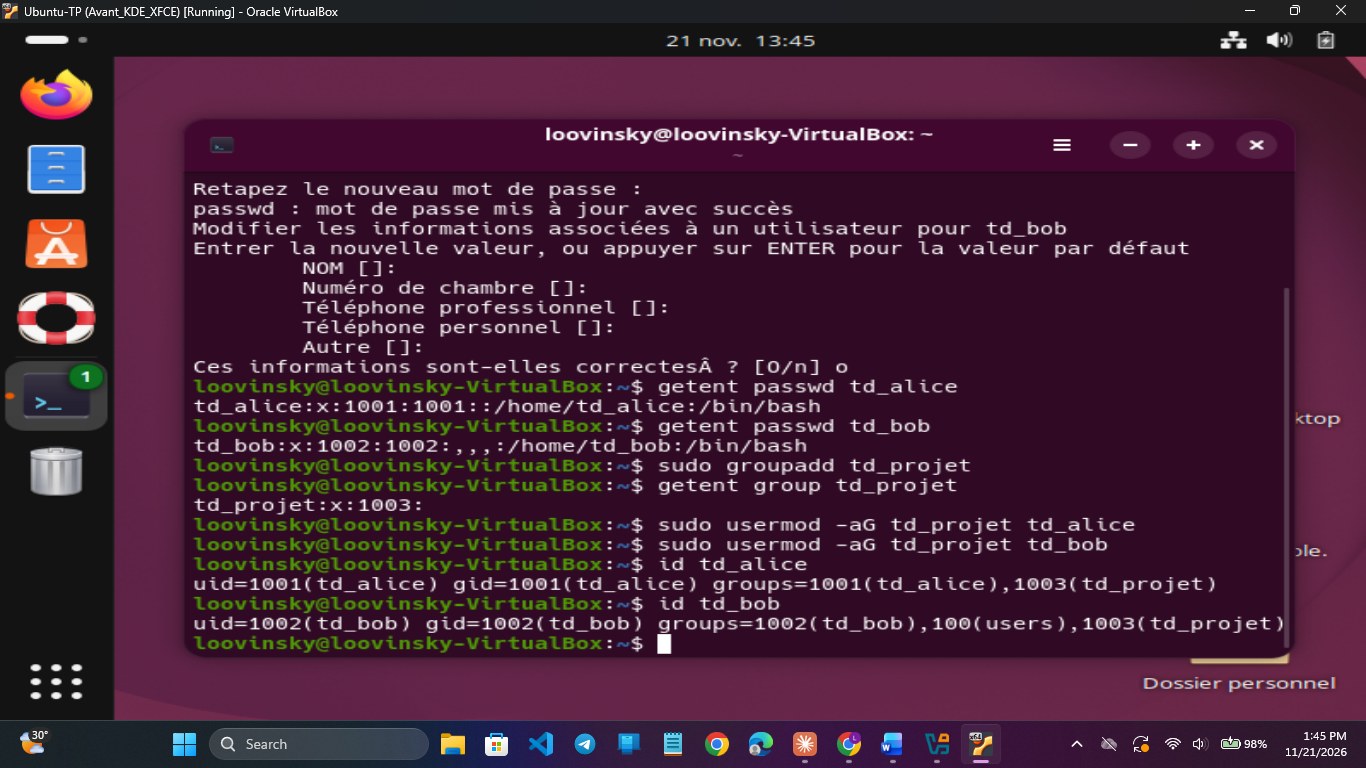 Ubuntu-TP (Avant_KDE_XFCE) [Running] - Oracle VirtualBox
21 nov. 13:45
loovinsky@loovinsky-VirtualBox: ~
~
Retapez le nouveau mot de passe :
passwd : mot de passe mis à jour avec succès
Modifier les informations associées à un utilisateur pour td_bob
Entrer la nouvelle valeur, ou appuyer sur ENTER pour la valeur par défaut
NOM []:
Numéro de chambre []:
Téléphone professionnel []:
Téléphone personnel []:
Autre []:
Ces informations sont-elles correctesÂ ? [O/n] o
loovinsky@loovinsky-VirtualBox:~$ getent passwd td_alice
td_alice:x:1001:1001::/home/td_alice:/bin/bash
loovinsky@loovinsky-VirtualBox:~$ getent passwd td_bob
td_bob:x:1002:1002:,,,:/home/td_bob:/bin/bash
loovinsky@loovinsky-VirtualBox:~$ sudo groupadd td_projet
loovinsky@loovinsky-VirtualBox:~$ getent group td_projet
td_projet:x:1003:
loovinsky@loovinsky-VirtualBox:~$ sudo usermod -aG td_projet td_alice
loovinsky@loovinsky-VirtualBox:~$ sudo usermod -aG td_projet td_bob
loovinsky@loovinsky-VirtualBox:~$ id td_alice
uid=1001(td_alice) gid=1001(td_alice) groups=1001(td_alice),1003(td_projet)
loovinsky@loovinsky-VirtualBox:~$ id td_bob
uid=1002(td_bob) gid=1002(td_bob) groups=1002(td_bob),100(users),1003(td_projet)
loovinsky@loovinsky-VirtualBox:~$
1
ktop
ole.
Dossier personnel
30°
Search
98%
1:45 PM
11/21/2026